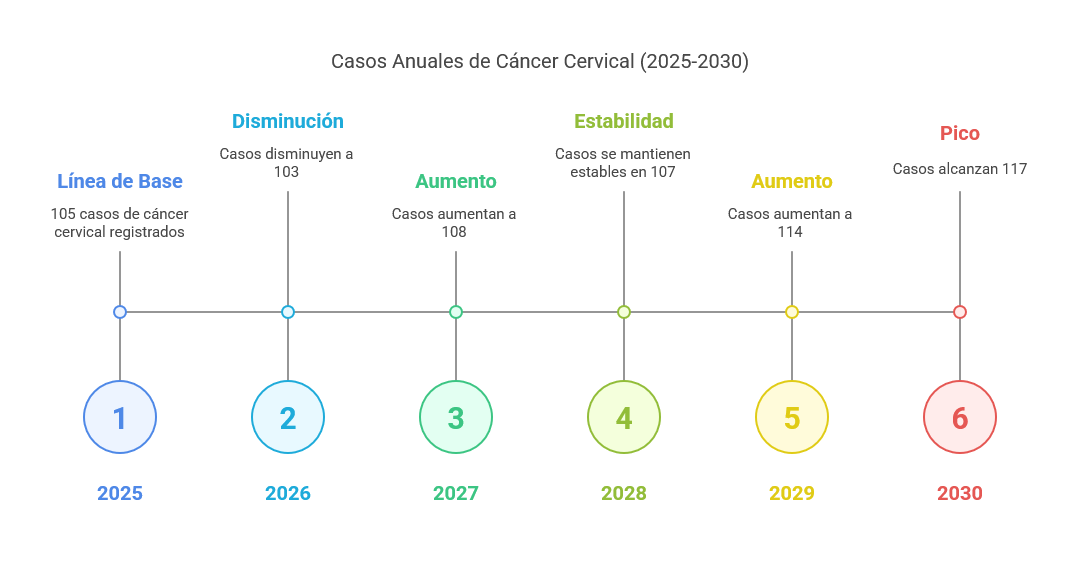 Casos Anuales de Cáncer Cervical (2025-2030)
Línea de Base
105 casos de cáncer
cervical registrados
Disminución
Casos disminuyen a
103
Aumento
Casos aumentan a
108
Estabilidad
Casos se mantienen
estables en 107
Aumento
Casos aumentan a
114
Pico
Casos alcanzan 117
1
2
3
4
5
6
2025
2026
2027
2028
2029
2030